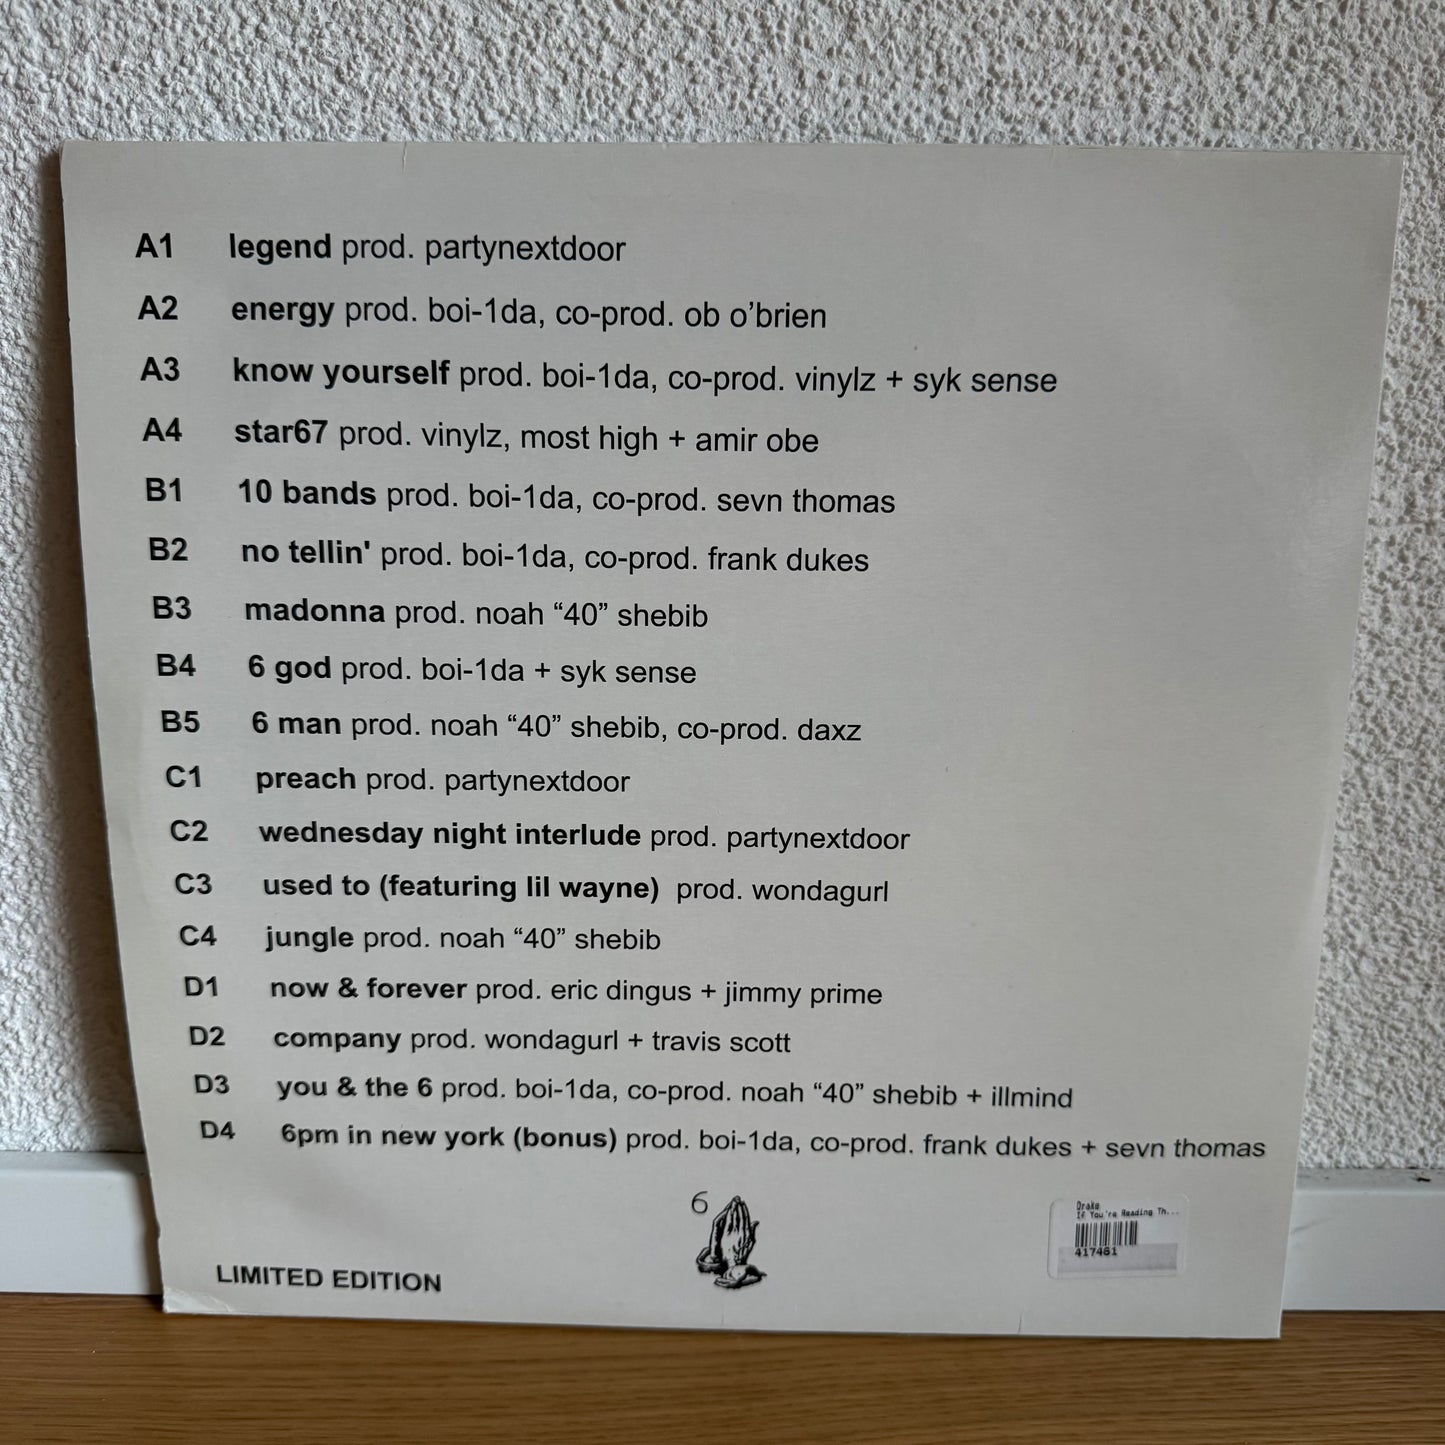 A1 legend prod. partynextdoor
A2 energy prod. boi-1da, co-prod. ob o’brien
A3 know yourself prod. boi-1da, co-prod. vinylz + syk sense
A4 star67 prod. vinylz, most high + amir obe
B1 10 bands prod. boi-1da, co-prod. sevn thomas
B2 no tellin' prod. boi-1da, co-prod. frank dukes
B3 madonna prod. noah “40” shebib
B4 6 god prod. boi-1da + syk sense
B5 6 man prod. noah “40” shebib, co-prod. daxz
C1 preach prod. partynextdoor
C2 wednesday night interlude prod. partynextdoor
C3 used to (featuring lil wayne) prod. wondagurl
C4 jungle prod. noah “40” shebib
D1 now & forever prod. eric dingus + jimmy prime
D2 company prod. wondagurl + travis scott
D3 you & the 6 prod. boi-1da, co-prod. noah “40” shebib + illmind
D4 6pm in new york (bonus) prod. boi-1da, co-prod. frank dukes + sevn thomas
6
Drake
If You're Reading Th...
417461
LIMITED EDITION